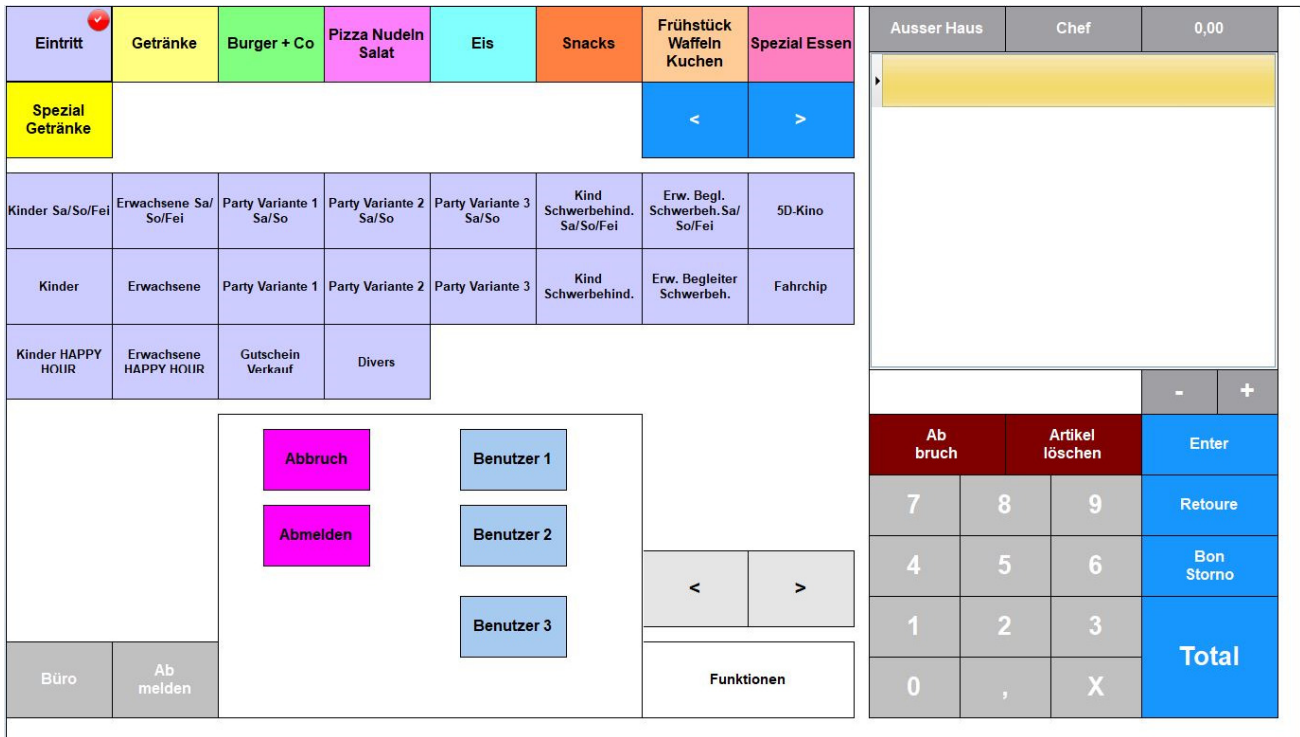 Eintritt
Getränke
Burger + Co
Pizza Nudeln
Salat
Eis
Snacks
Frühstück
Waffeln
Kuchen
Spezial Essen
Spezial
Getränke
<
>
Kinder Sa/So/Fei
Erwachsene Sa/
So/Fei
Party Variante 1
Sa/So
Party Variante 2
Sa/So
Party Variante 3
Sa/So
Kind
Schwerbehind.
Sa/So/Fei
Erw. Begl.
Schwerbeh.Sa/
So/Fei
5D-Kino
Kinder
Erwachsene
Party Variante 1
Party Variante 2
Party Variante 3
Kind
Schwerbehind.
Erw. Begleiter
Schwerbeh.
Fahrchip
Kinder HAPPY
HOUR
Erwachsene
HAPPY HOUR
Gutschein
Verkauf
Divers
Abbruch
Benutzer 1
Abmelden
Benutzer 2
Benutzer 3
<
>
Büro
Ab
melden
Funktionen
Ausser Haus
Chef
0,00
-
+
Ab
bruch
Artikel
löschen
Enter
7
8
9
Retoure
4
5
6
Bon
Storno
1
2
3
Total
0
,
X